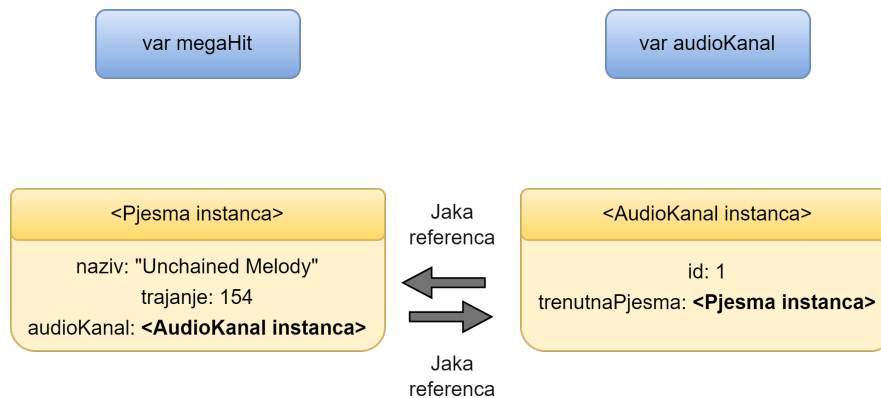 var megaHit
var audioKanal
<Pjesma instanca>
naziv: "Unchained Melody"
trajanje: 154
audioKanal: <AudioKanal instanca>
Jaka
referenca
Jaka
referenca
<AudioKanal instanca>
id: 1
trenutnaPjesma: <Pjesma instanca>